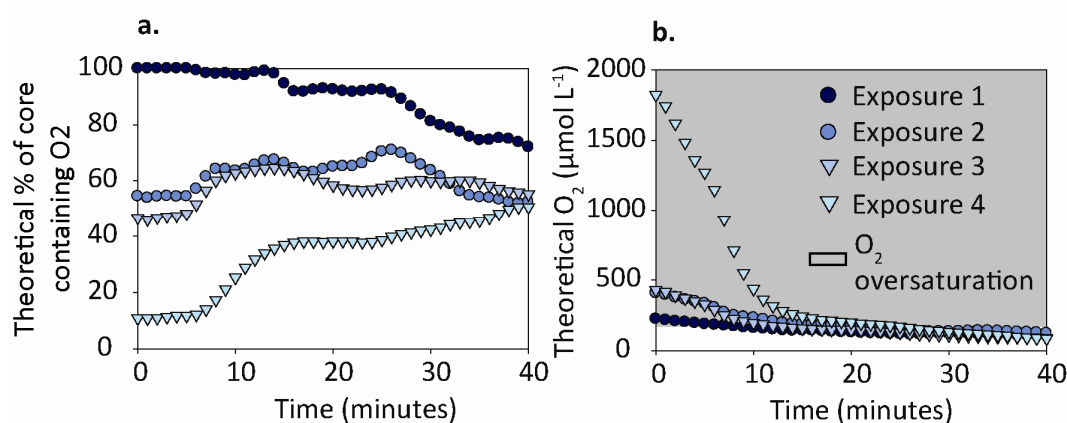 a.
Theoretical % of core
containing O2
100
80
60
40
20
0
0
10
20
30
40
Time (minutes)
b.
Theoretical O₂ (µmol L⁻¹)
2000
1500
1000
500
0
0
10
20
30
40
Time (minutes)
Exposure 1
Exposure 2
Exposure 3
Exposure 4
O₂
oversaturation